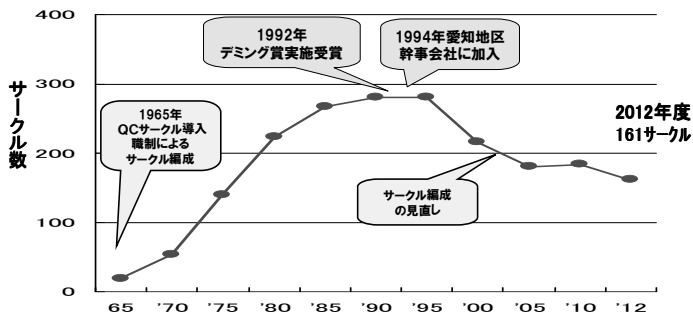 400
300
200
100
0
サークル数
1992年
デミング賞実施受賞
1994年愛知地区
幹事会社に加入
1965年
QCサークル導入
職制による
サークル編成
2012年度
161サークル
サークル編成
の見直し
65 '70 '75 '80 '85 '90 '95 '00 '05 '10 '12